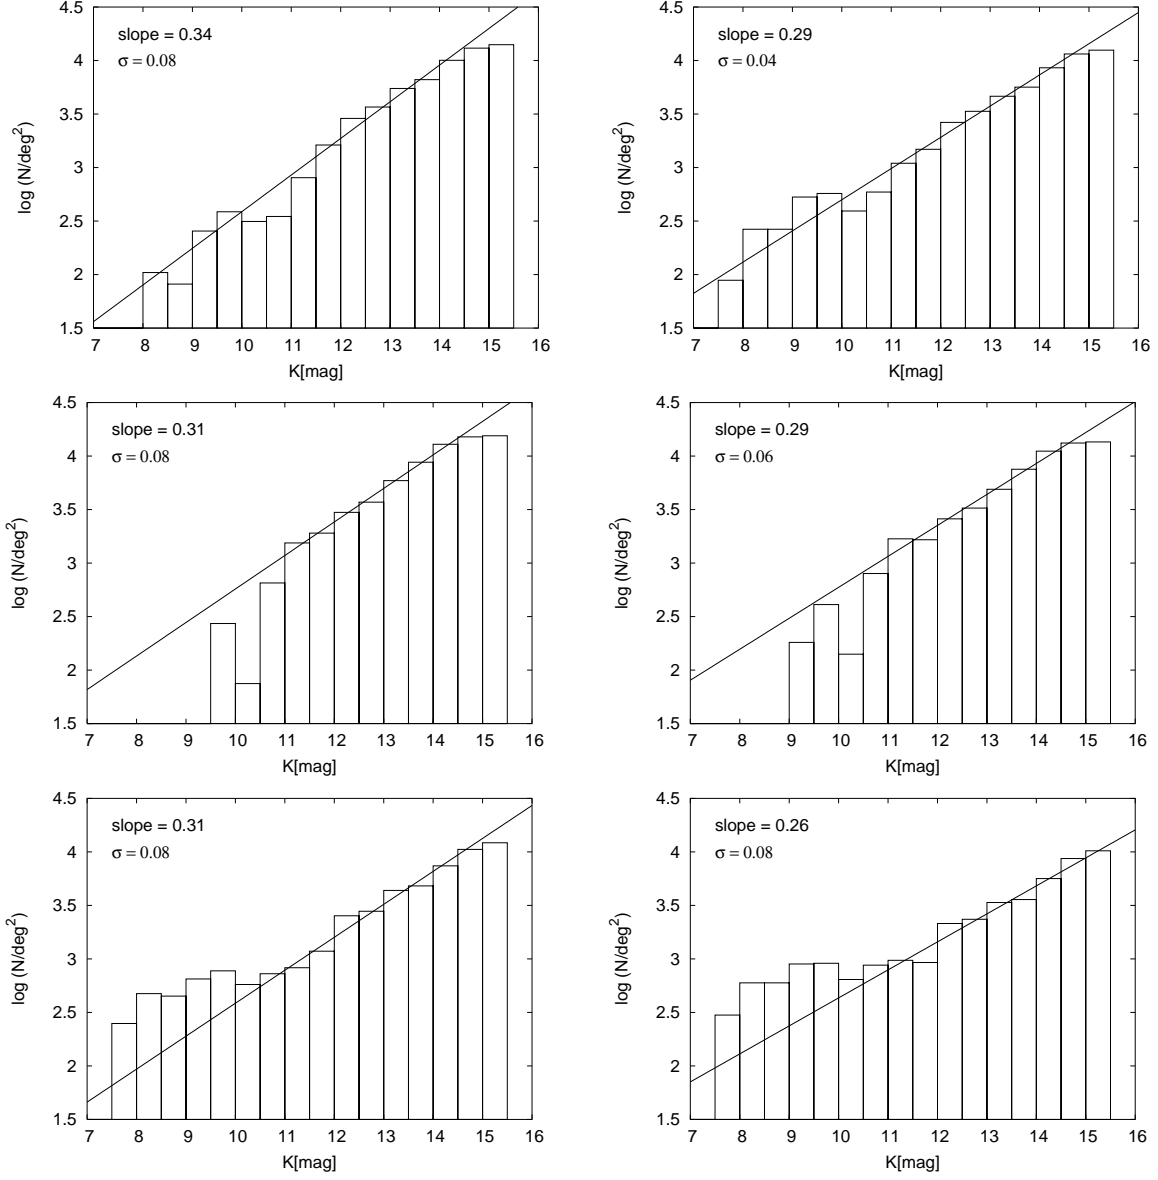 slope = 0.34
σ = 0.08
4.5
4
3.5
3
2.5
2
1.5
log (N/deg²)
7 8 9 10 11 12 13 14 15 16
K[mag]
slope = 0.29
σ = 0.04
4.5
4
3.5
3
2.5
2
1.5
log (N/deg²)
7 8 9 10 11 12 13 14 15 16
K[mag]
slope = 0.31
σ = 0.08
4.5
4
3.5
3
2.5
2
1.5
log (N/deg²)
7 8 9 10 11 12 13 14 15 16
K[mag]
slope = 0.29
σ = 0.06
4.5
4
3.5
3
2.5
2
1.5
log (N/deg²)
7 8 9 10 11 12 13 14 15 16
K[mag]
slope = 0.31
σ = 0.08
4.5
4
3.5
3
2.5
2
1.5
log (N/deg²)
7 8 9 10 11 12 13 14 15 16
K[mag]
slope = 0.26
σ = 0.08
4.5
4
3.5
3
2.5
2
1.5
log (N/deg²)
7 8 9 10 11 12 13 14 15 16
K[mag]